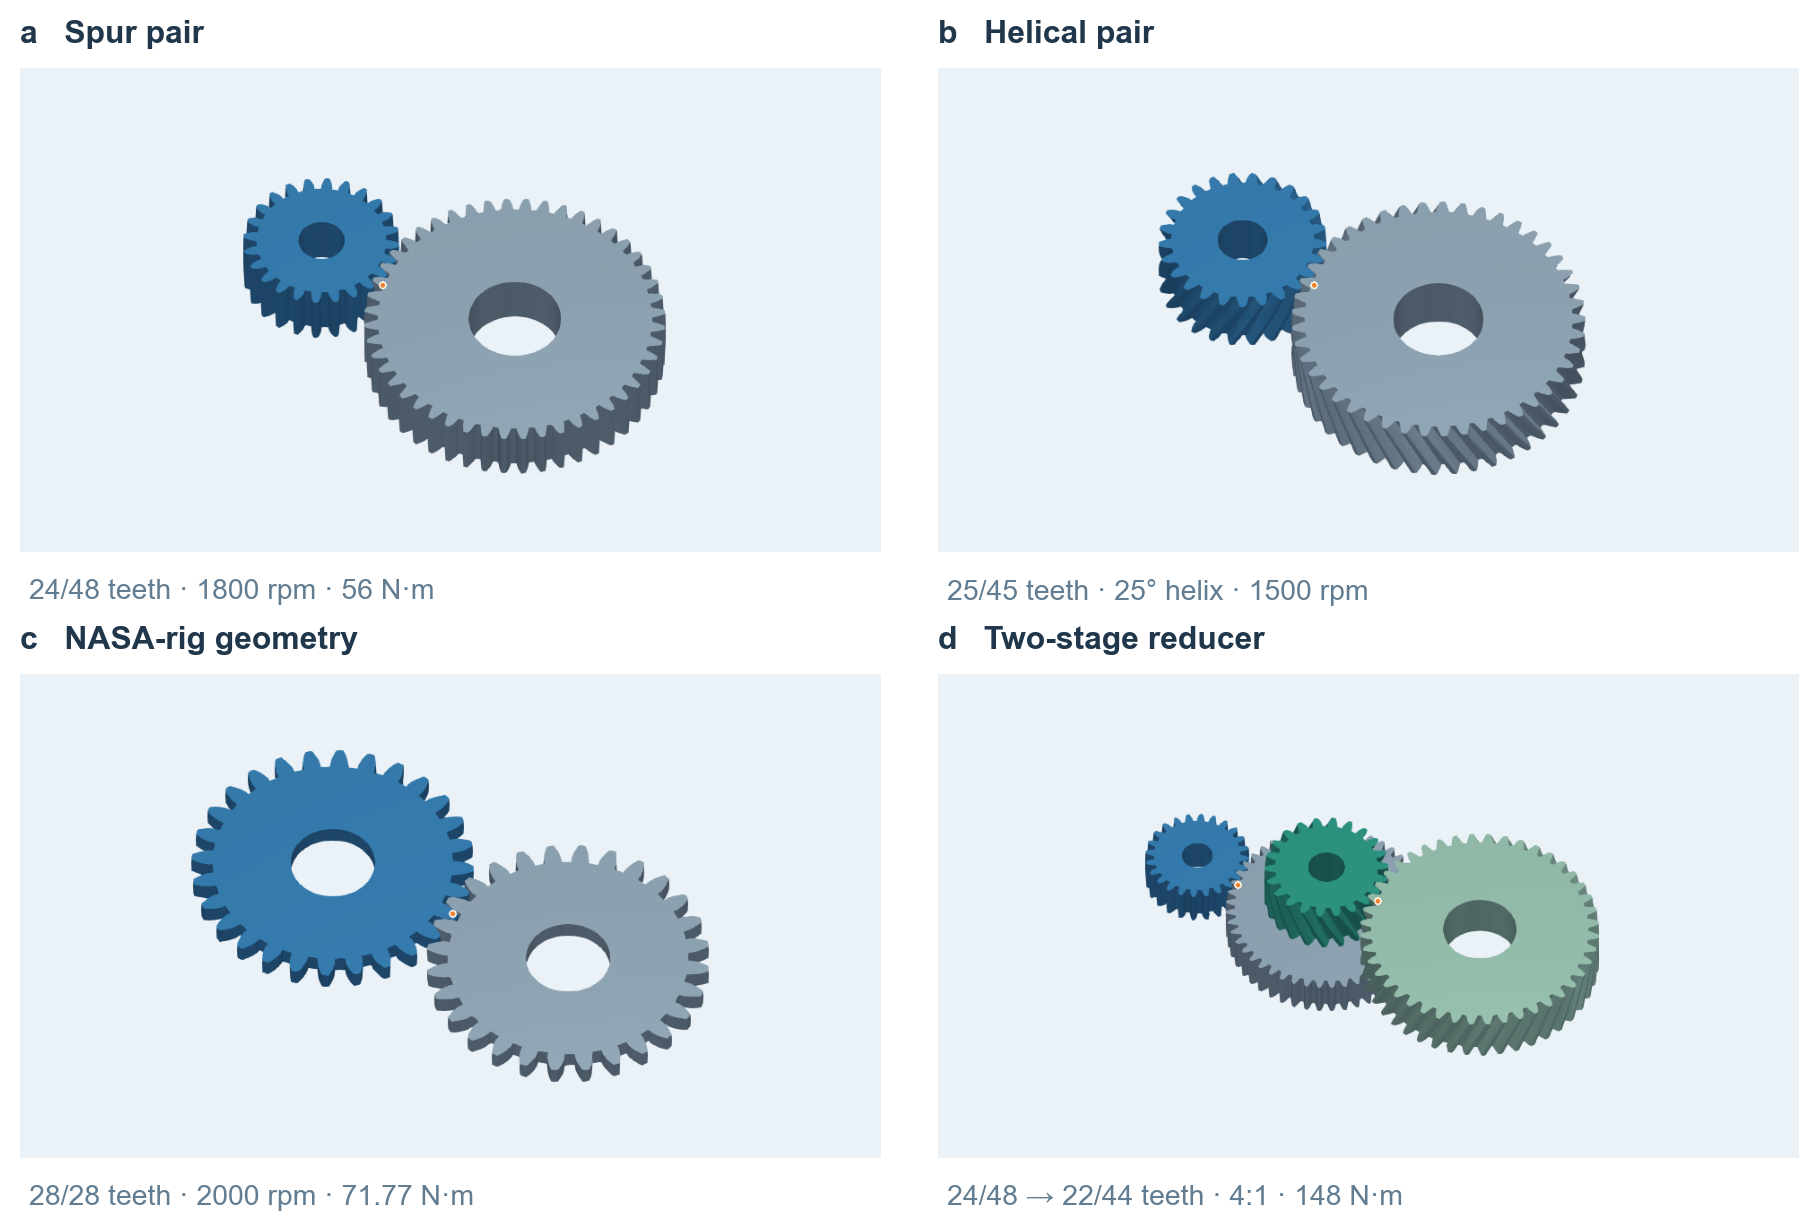 a Spur pair
b Helical pair
24/48 teeth · 1800 rpm · 56 N·m
25/45 teeth · 25° helix · 1500 rpm
c NASA-rig geometry
d Two-stage reducer
28/28 teeth · 2000 rpm · 71.77 N·m
24/48 → 22/44 teeth · 4:1 · 148 N·m